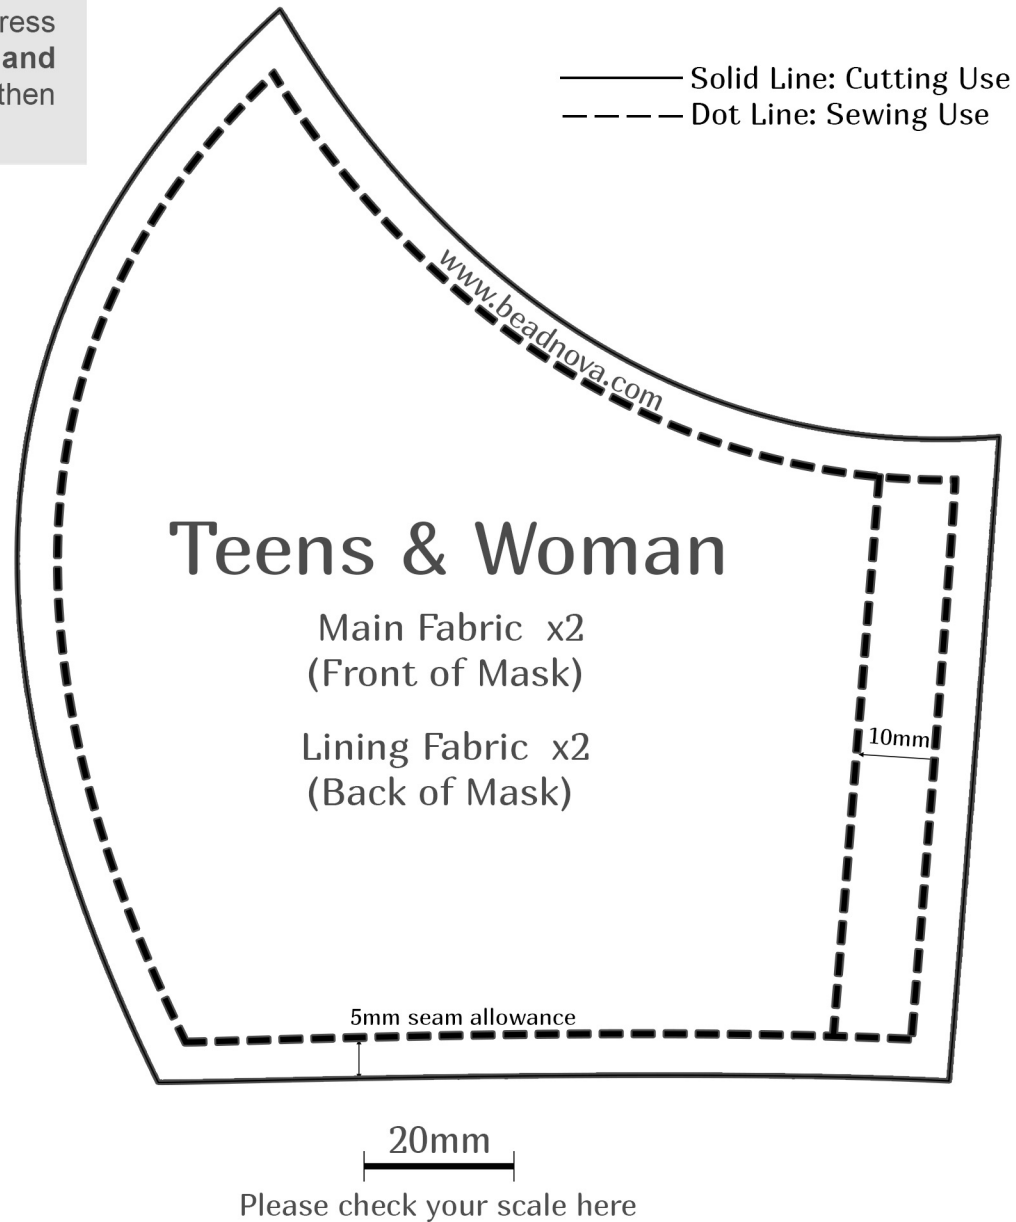 ress
and
then
Solid Line: Cutting Use
Dot Line: Sewing Use
www.beadnova.com
Teens & Woman
Main Fabric x2
(Front of Mask)
Lining Fabric x2
(Back of Mask)
10mm
5mm seam allowance
20mm
Please check your scale here